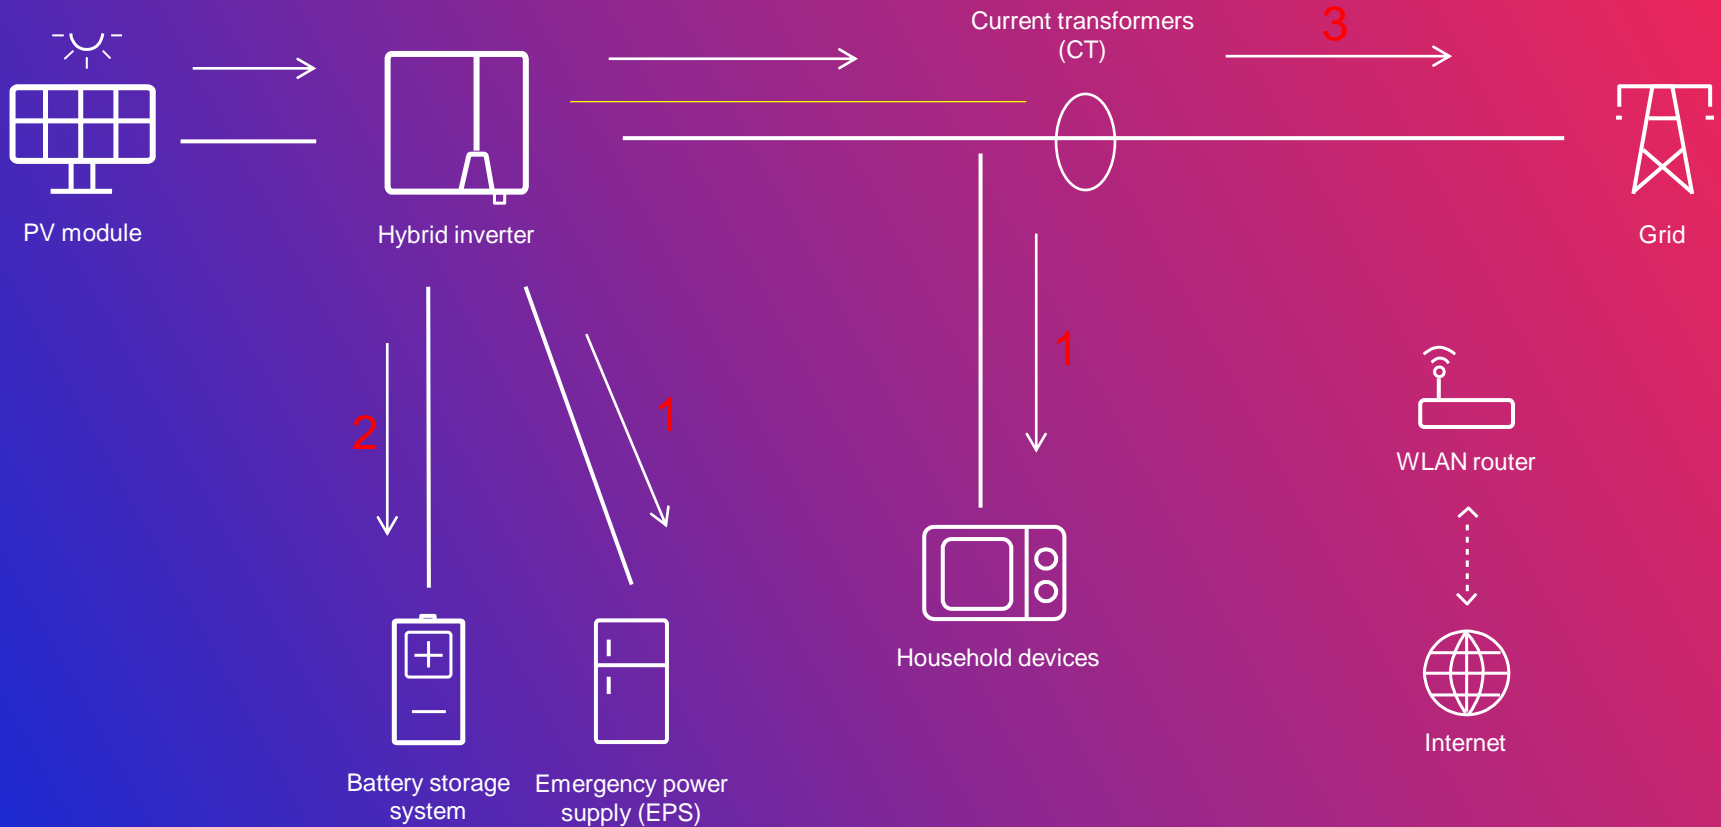 Current transformers
(CT)
3
PV module
Hybrid inverter
Grid
1
2
1
WLAN router
Household devices
Internet
Battery storage
system
Emergency power
supply (EPS)